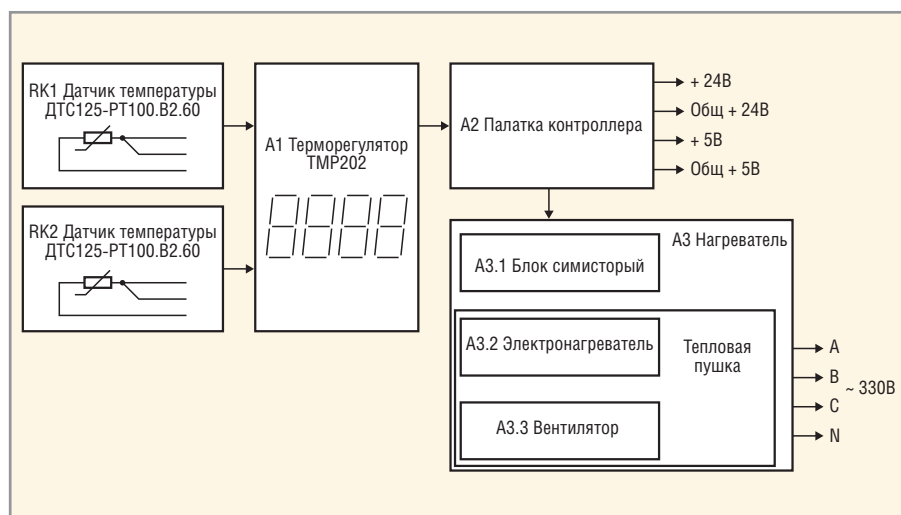 RK1 Датчик температуры
ДТС125-РТ100.В2.60
RK2 Датчик температуры
ДТС125-РТ100.В2.60
А1 Терморегулятор
ТМР202
А2 Палатка контроллера
+ 24В
Общ + 24В
+ 5В
Общ + 5В
А3 Нагреватель
А3.1 Блок симисторый
А3.2 Электронагреватель
Тепловая
пушка
А3.3 Вентилятор
А
В
С
N
~ 330В